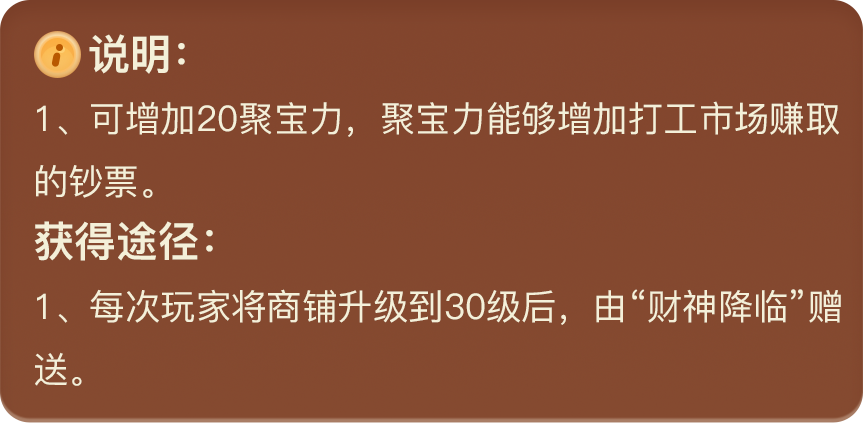 说明：
1、可增加20聚宝力，聚宝力能够增加打工市场赚取
的钞票。
获得途径：
1、每次玩家将商铺升级到30级后，由“财神降临”赠
送。